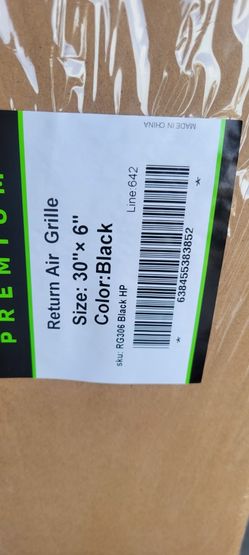 PREMIUM
Return Air Grille
Size: 30"× 6"
Color:Black
sku: RG306 Black HP
Line 642
* 638455383852 *
MADE IN CHINA